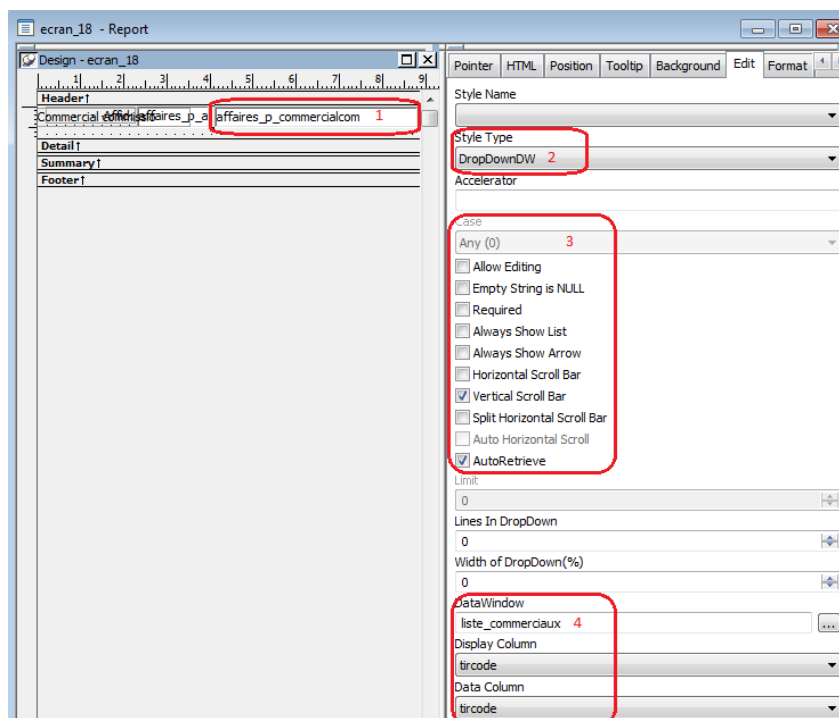 ecran_18 - Report
Design - ecran_18
1 2 3 4 5 6 7 8 9
Header↑
affaires_p_a affaires_p_commercialcom 1
Detail↑
Summary↑
Footer↑
Pointer HTML Position Tooltip Background Edit Format
Style Name
Style Type
DropDownDW 2
Accelerator
Case
Any (0) 3
Allow Editing
Empty String is NULL
Required
Always Show List
Always Show Arrow
Horizontal Scroll Bar
Vertical Scroll Bar
Split Horizontal Scroll Bar
Auto Horizontal Scroll
AutoRetrieve
Limit
0
Lines In DropDown
0
Width of DropDown(%)
0
DataWindow
liste_commerciaux 4 ...
Display Column
tircode
Data Column
tircode